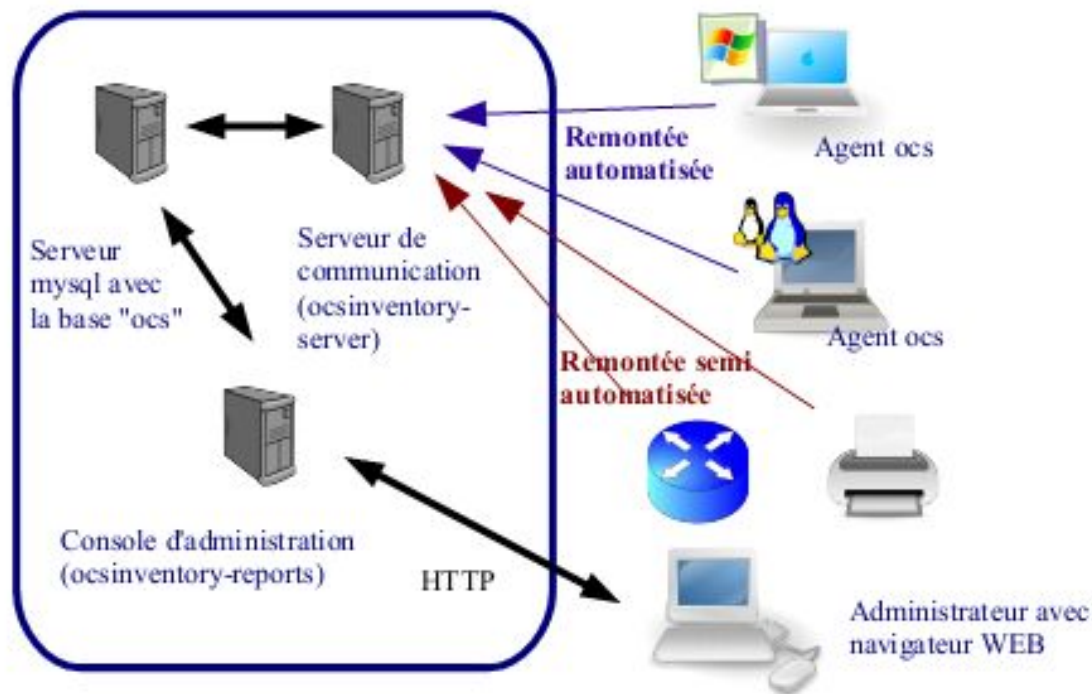 Agent ocs
Remontée
automatisée
Serveur
mysql avec
la base "ocs"
Serveur de
communication
(ocsinventory-
server)
Agent ocs
Remontée semi
automatisée
Console d'administration
(ocsinventory-reports)
HTTP
Administrateur avec
navigateur WEB